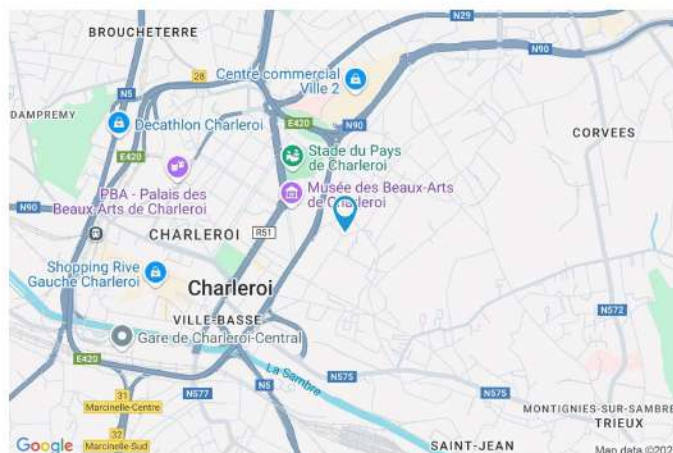 BROUCHETERRE
N29
N90
N5
28
Centre commercial
Ville 2
DAMPREMY
Decathlon Charleroi
E420
N90
CORVEES
E420
Stade du Pays
de Charleroi
PBA - Palais des
Beaux-Arts de Charleroi
Musée des Beaux-Arts
de Charleroi
N90
CHARLEROI
R51
Shopping Rive
Gauche Charleroi
Charleroi
N572
VILLE-BASSE
Gare de Charleroi-Central
E420
La Sambre
N575
N575
N577
N5
31
Marcinelle-Centre
MONTIGNIES-SUR-SAMBRE
TRIEUX
32
Marcinelle-Sud
SAINT-JEAN
Google
Map data ©202